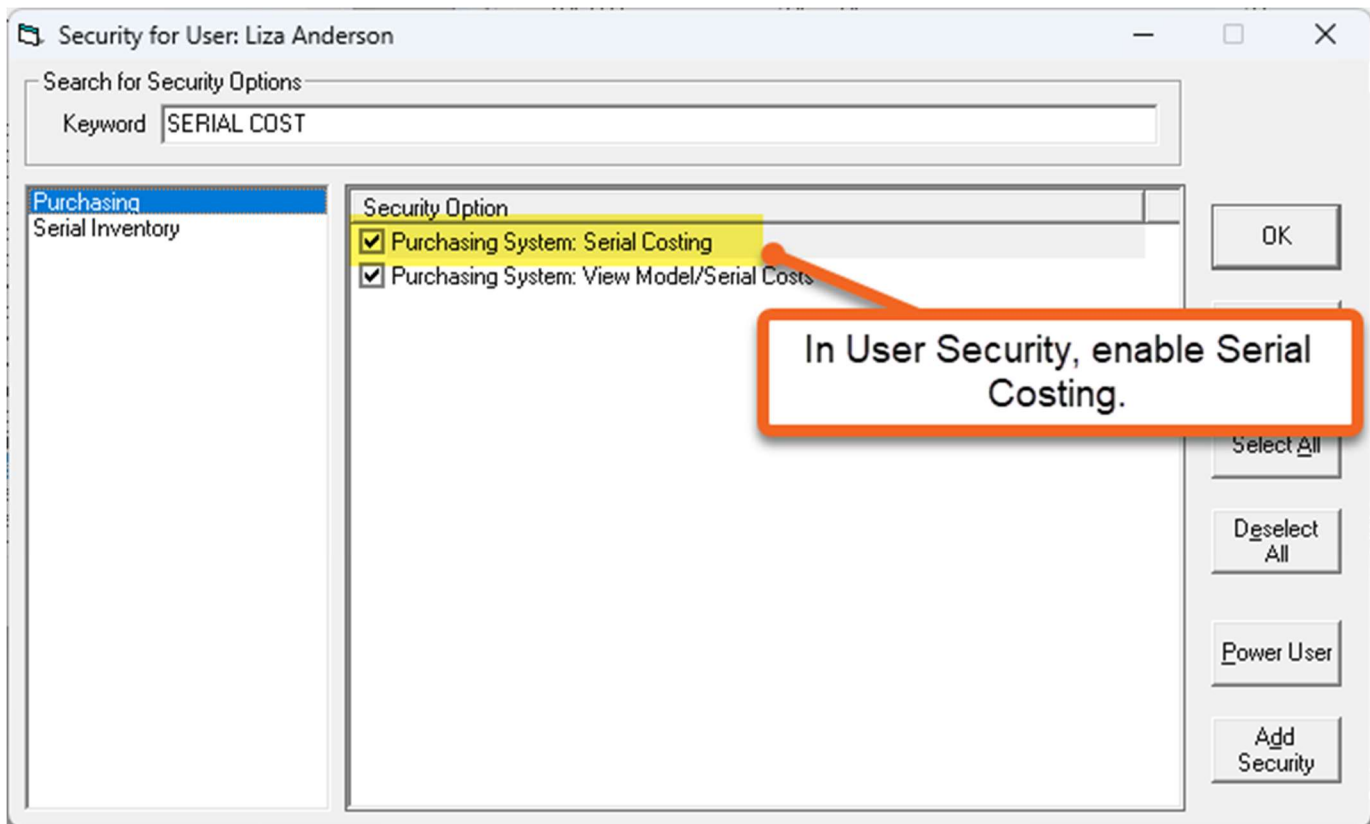 Security for User: Liza Anderson
Search for Security Options
Keyword SERIAL COST
Purchasing
Serial Inventory
Security Option
Purchasing System: Serial Costing
Purchasing System: View Model/Serial Costs
In User Security, enable Serial
Costing.
OK
Select All
Deselect
All
Power User
Add
Security